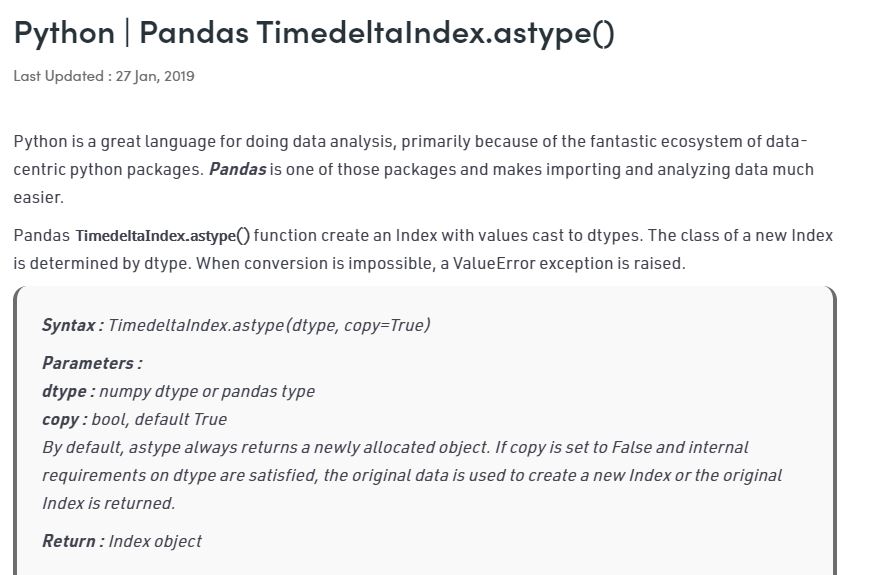 Python | Pandas TimedeltaIndex.astype()
Last Updated : 27 Jan, 2019
Python is a great language for doing data analysis, primarily because of the fantastic ecosystem of data-
centric python packages. Pandas is one of those packages and makes importing and analyzing data much
easier.
Pandas TimedeltaIndex.astype() function create an Index with values cast to dtypes. The class of a new Index
is determined by dtype. When conversion is impossible, a ValueError exception is raised.
Syntax : TimedeltaIndex.astype(dtype, copy=True)
Parameters :
dtype : numpy dtype or pandas type
copy : bool, default True
By default, astype always returns a newly allocated object. If copy is set to False and internal
requirements on dtype are satisfied, the original data is used to create a new Index or the original
Index is returned.
Return : Index object